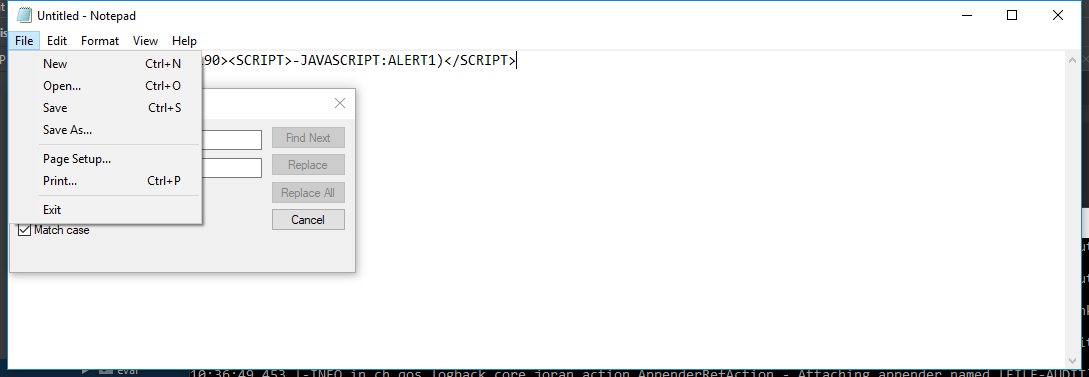 Untitled - Notepad
File Edit Format View Help
90><SCRIPT>-JAVASCRIPT:ALERT1)</SCRIPT>
New Ctrl+N
Open... Ctrl+O
Save Ctrl+S
Save As...
Page Setup...
Print... Ctrl+P
Exit
Find Next
Replace
Replace All
Cancel
Match case
eval
10:36:49,453 |-INFO in ch.qos.logback.core.joran.action.AppenderRefAction - Attaching appender named [FILE-AUDIT